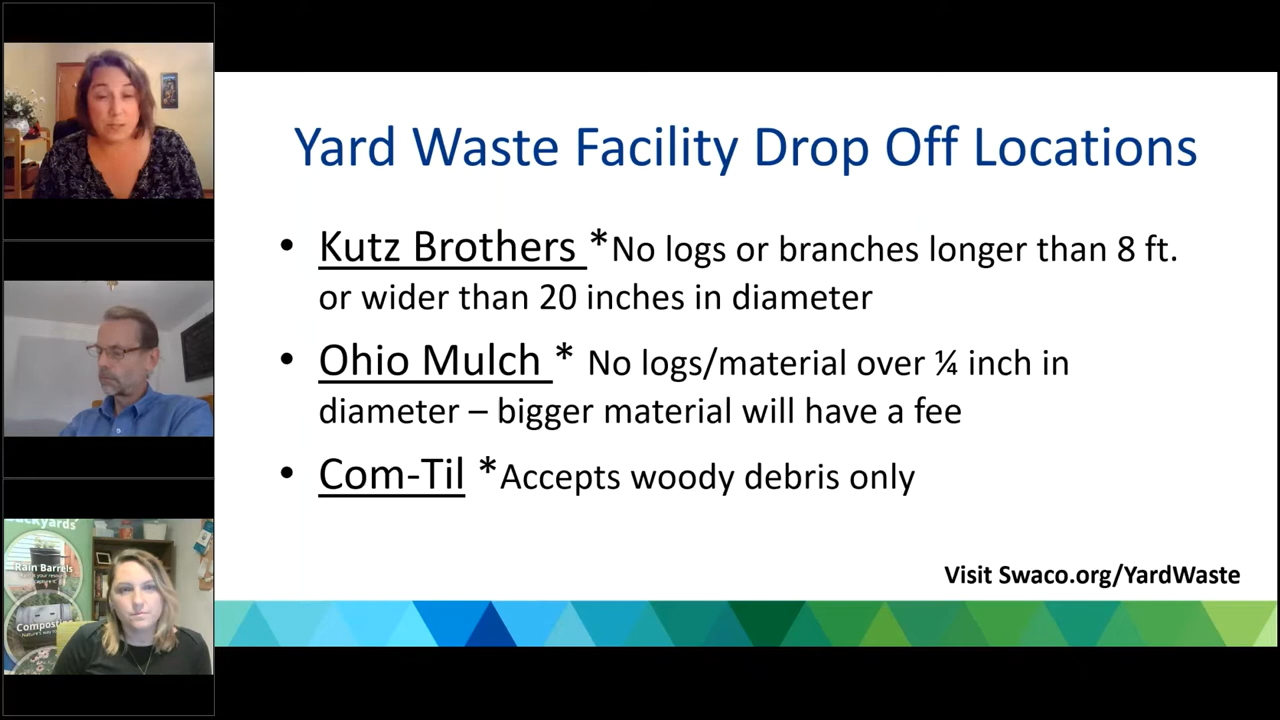 Yard Waste Facility Drop Off Locations
• Kutz Brothers *No logs or branches longer than 8 ft.
or wider than 20 inches in diameter
• Ohio Mulch * No logs/material over ¼ inch in
diameter – bigger material will have a fee
• Com-Til *Accepts woody debris only
Visit Swaco.org/YardWaste
Rain Barrels